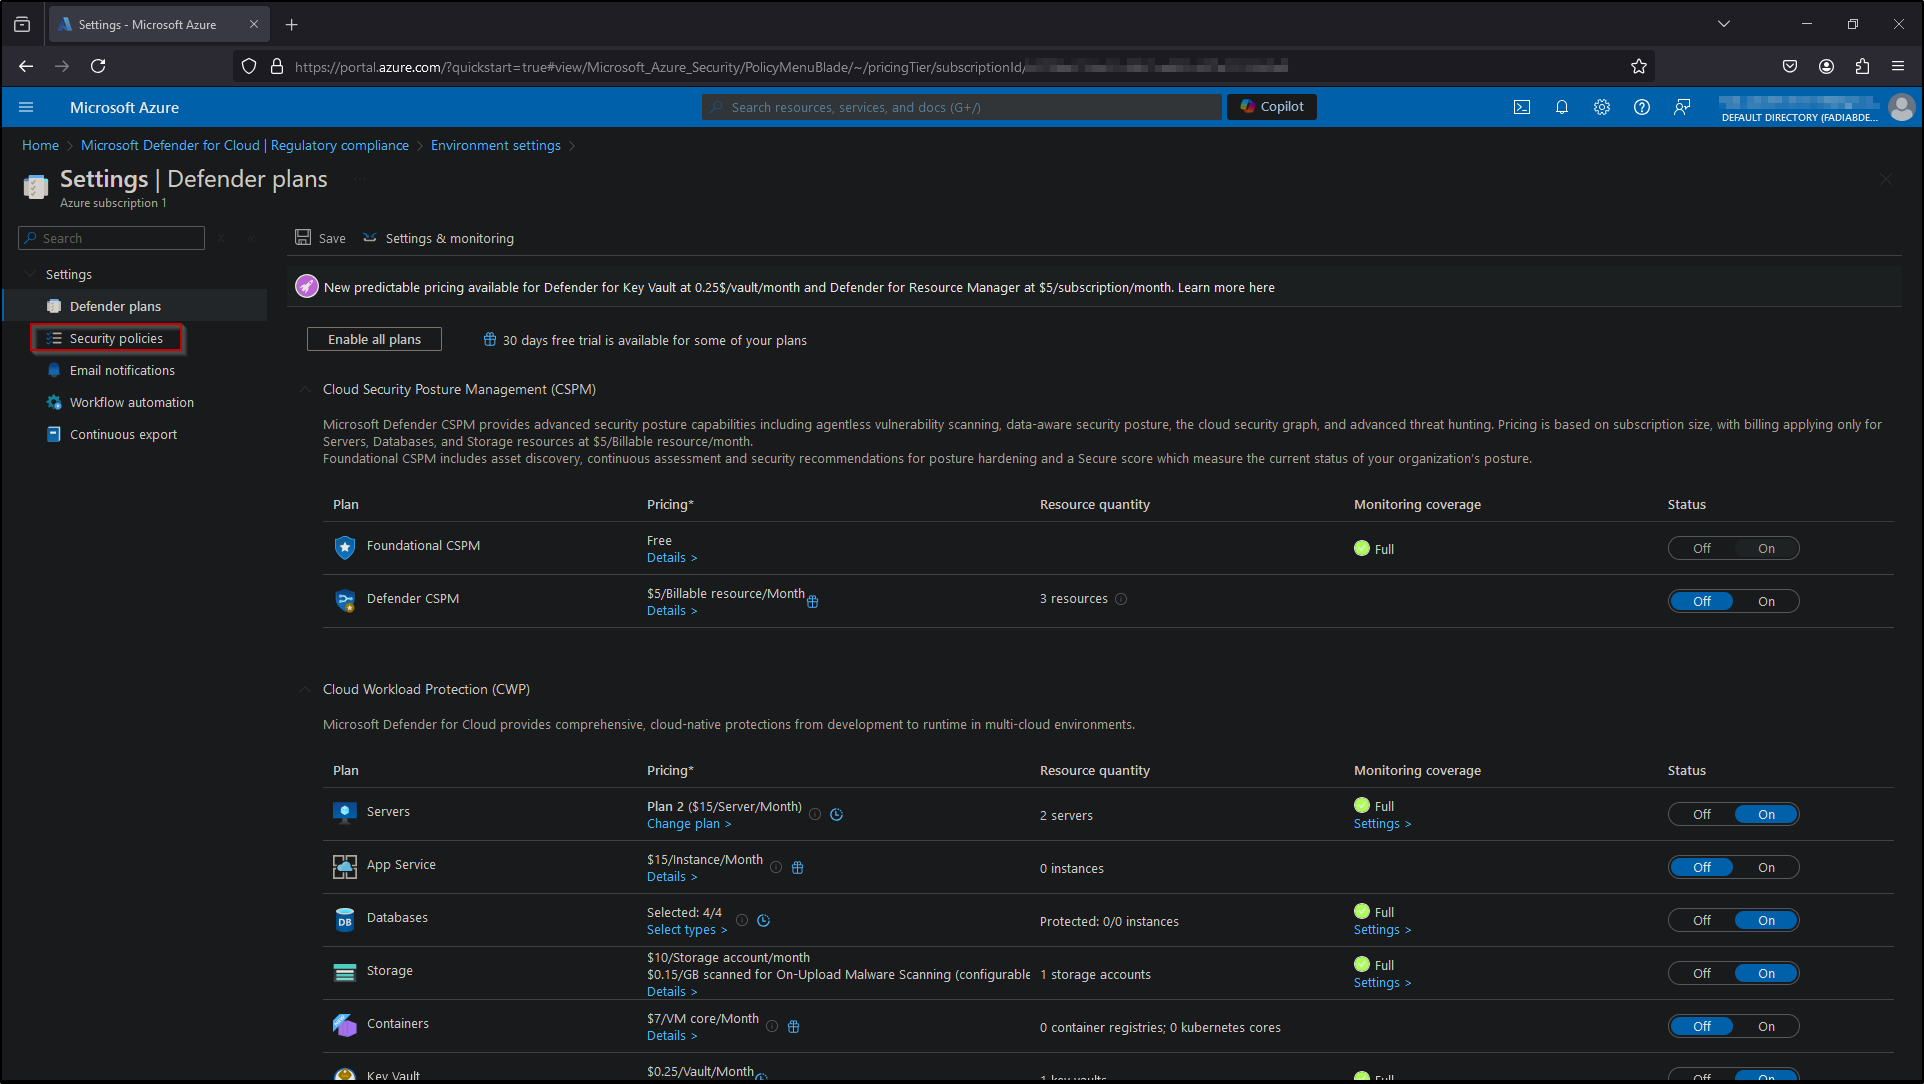 Settings - Microsoft Azure
https://portal.azure.com/?quickstart=true#view/Microsoft_Azure_Security/PolicyMenuBlade/~/pricingTier/subscriptionId/
Microsoft Azure
Search resources, services, and docs (G+/)
Copilot
DEFAULT DIRECTORY (FADIABDE...
Home > Microsoft Defender for Cloud | Regulatory compliance > Environment settings >
Settings | Defender plans ...
Azure subscription 1
Search
Save
Settings & monitoring
Settings
Defender plans
Security policies
Email notifications
Workflow automation
Continuous export
New predictable pricing available for Defender for Key Vault at 0.25$/vault/month and Defender for Resource Manager at $5/subscription/month. Learn more here
Enable all plans
30 days free trial is available for some of your plans
Cloud Security Posture Management (CSPM)
Microsoft Defender CSPM provides advanced security posture capabilities including agentless vulnerability scanning, data-aware security posture, the cloud security graph, and advanced threat hunting. Pricing is based on subscription size, with billing applying only for
Servers, Databases, and Storage resources at $5/Billable resource/month.
Foundational CSPM includes asset discovery, continuous assessment and security recommendations for posture hardening and a Secure score which measure the current status of your organization's posture.
Plan Pricing* Resource quantity Monitoring coverage Status
Foundational CSPM Free Full Off On
Details >
Defender CSPM $5/Billable resource/Month 3 resources Off On
Details >
Cloud Workload Protection (CWP)
Microsoft Defender for Cloud provides comprehensive, cloud-native protections from development to runtime in multi-cloud environments.
Plan Pricing* Resource quantity Monitoring coverage Status
Servers Plan 2 ($15/Server/Month) 2 servers Full Off On
Change plan > Settings >
App Service $15/Instance/Month 0 instances Off On
Details >
Databases Selected: 4/4 Protected: 0/0 instances Full Off On
Select types > Settings >
Storage $10/Storage account/month 1 storage accounts Full Off On
$0.15/GB scanned for On-Upload Malware Scanning (configurable
Details > Settings >
Containers $7/VM core/Month 0 container registries; 0 kubernetes cores Off On
Details >
Key Vault $0.25/Vault/Month 1 key vaults Full Off On